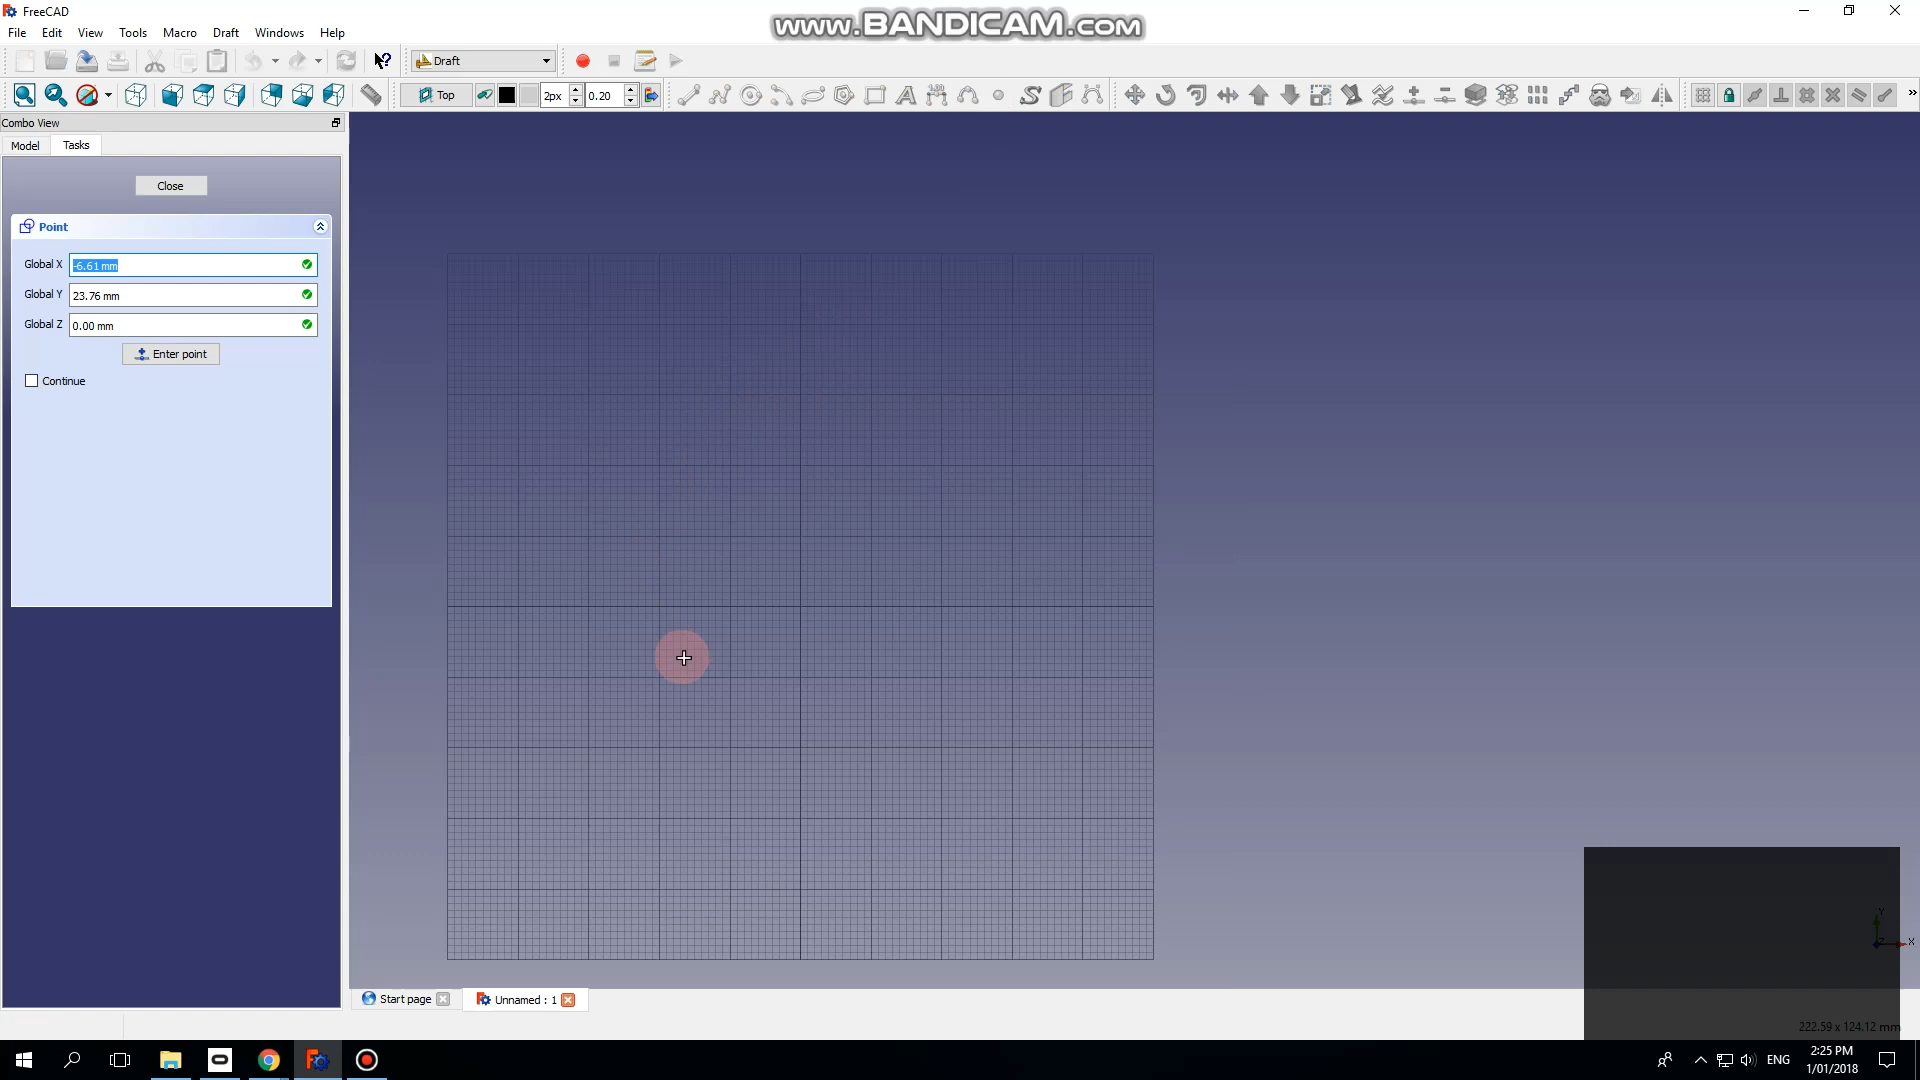 FreeCAD
www.BANDICAM.com
File Edit View Tools Macro Draft Windows Help
Draft
Top 2px 0.20
»
Combo View
Model Tasks
Close
Point
Global X -6.61 mm
Global Y 23.76 mm
Global Z 0.00 mm
Enter point
Continue
Y
Z X
Start page Unnamed : 1
222.59 x 124.12 mm
ENG 2:25 PM
1/01/2018